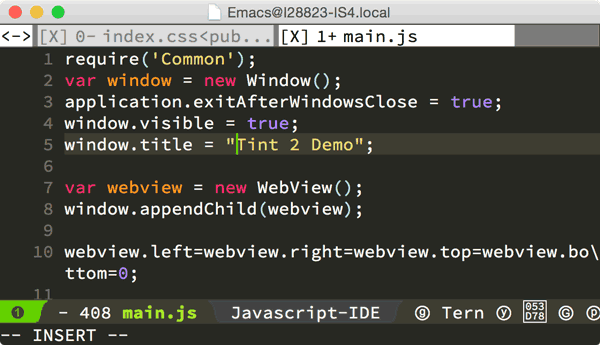 Emacs@I28823-IS4.local
<-> [X] 0- index.css<pub... [X] 1+ main.js
1 require('Common');
2 var window = new Window();
3 application.exitAfterWindowsClose = true;
4 window.visible = true;
5 window.title = "Tint 2 Demo";
6
7 var webview = new WebView();
8 window.appendChild(webview);
9
10 webview.left=webview.right=webview.top=webview.bo\
ttom=0;
11
❶ - 408 main.js Javascript-IDE ⓖ Tern ⓨ 053D78 Ⓖ ⓟ
-- INSERT --